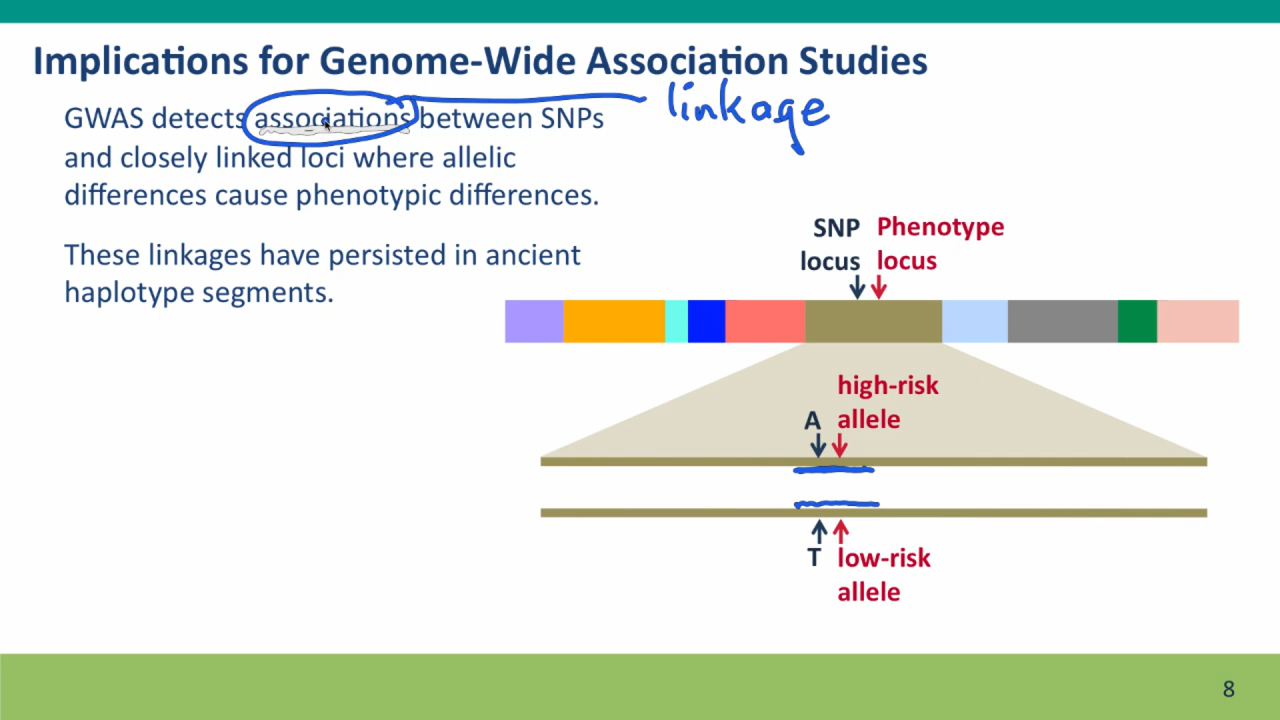 Implications for Genome-Wide Association Studies
GWAS detects associations between SNPs
and closely linked loci where allelic
differences cause phenotypic differences.
linkage
These linkages have persisted in ancient
haplotype segments.
SNP
locus
Phenotype
locus
high-risk
allele
A
T
low-risk
allele
8